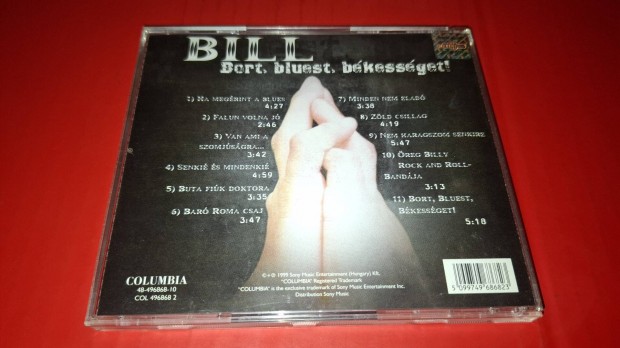 BILL
Bort, bluest, békességet!
1) Ha megérint a blues
4:27
2) Falun volna jó
2:46
3) Van ami a
szomjúságra...
3:42
4) Senkié és mindenkié
4:59
5) Buta fiúk doktora
3:35
6) Baró Roma csaj
3:47
7) Minden nem eladó
3:38
8) Zöld csillag
4:19
9) Nem haragszom senkire
5:47
10) Öreg Billy
Rock and Roll-
bandája
3:13
11) Bort, Bluest,
Békességet!
5:18
COLUMBIA
48-496868-10
COL 496868 2
℗ + © 1999 Sony Music Entertainment (Hungary) Kft.
"COLUMBIA" Registered Trademark
"COLUMBIA" is the exclusive trademark of Sony Music Entertainment Inc.
Distribution Sony Music
5 099749 686823